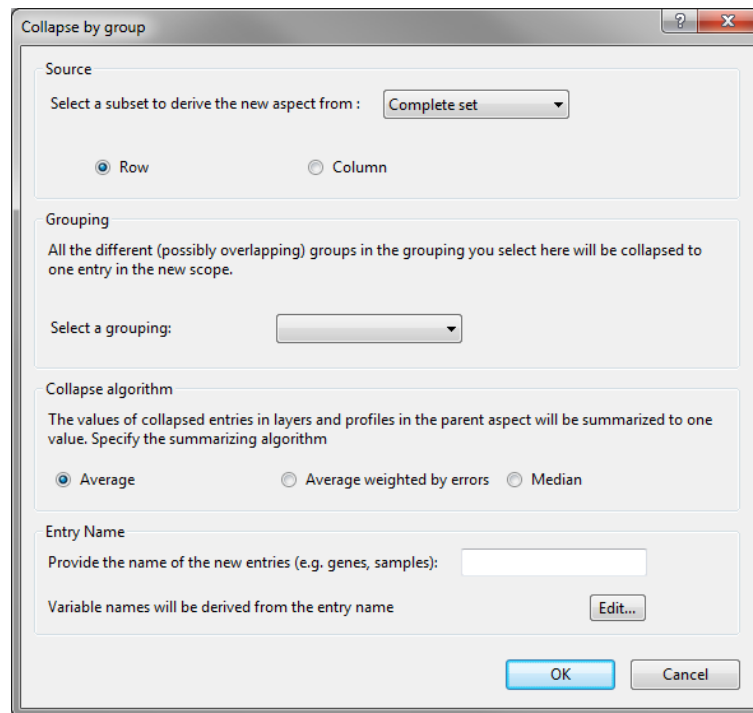 Collapse by group
Source
Select a subset to derive the new aspect from :
Complete set
Row
Column
Grouping
All the different (possibly overlapping) groups in the grouping you select here will be collapsed to
one entry in the new scope.
Select a grouping:
Collapse algorithm
The values of collapsed entries in layers and profiles in the parent aspect will be summarized to one
value. Specify the summarizing algorithm
Average
Average weighted by errors
Median
Entry Name
Provide the name of the new entries (e.g. genes, samples):
Variable names will be derived from the entry name
Edit...
OK
Cancel